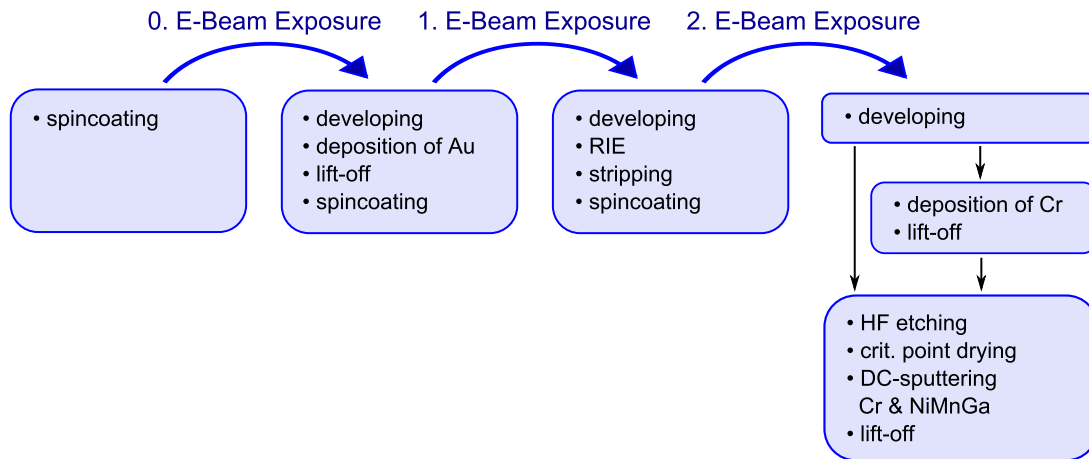 0. E-Beam Exposure
1. E-Beam Exposure
2. E-Beam Exposure
• spincoating
• developing
• deposition of Au
• lift-off
• spincoating
• developing
• RIE
• stripping
• spincoating
• developing
• deposition of Cr
• lift-off
• HF etching
• crit. point drying
• DC-sputtering
Cr & NiMnGa
• lift-off